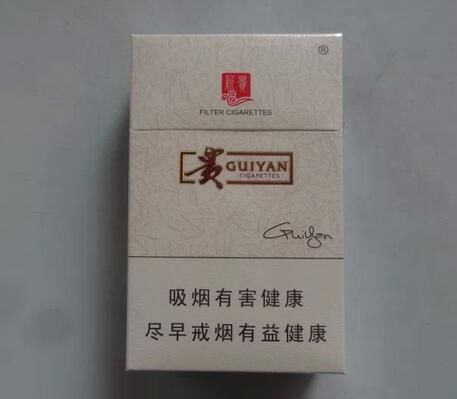 ®
FILTER CIGARETTES
贵 GUIYAN
CIGARETTES
GuiYan
吸烟有害健康
尽早戒烟有益健康